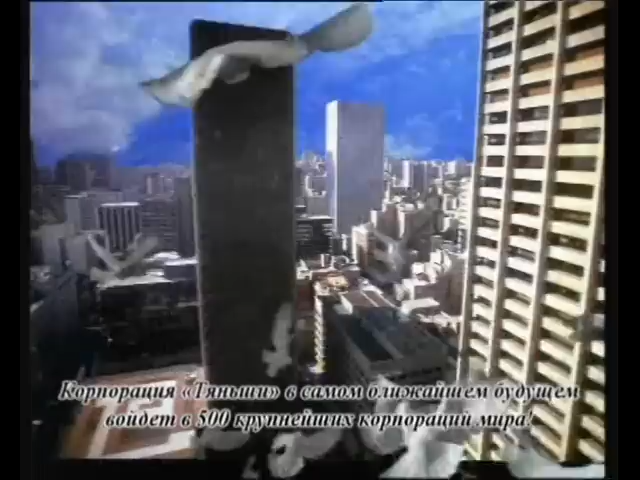 Корпорация «Тяньши» в самом ближайшем будущем
войдет в 500 крупнейших корпораций мира!